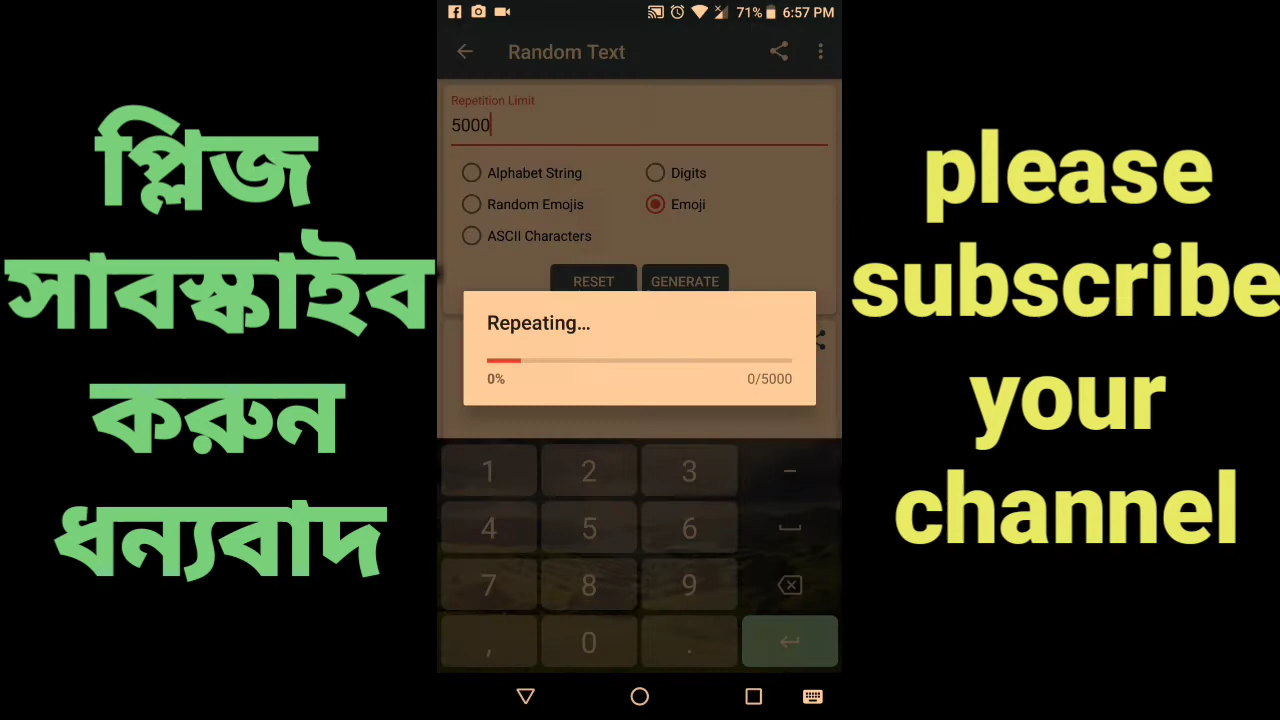 প্লিজ
সাবস্কাইব
করুন
ধন্যবাদ
71% 6:57 PM
Random Text
Repetition Limit
5000
Alphabet String Digits
Random Emojis Emoji
ASCII Characters
RESET GENERATE
Repeating...
0% 0/5000
1 2 3 –
4 5 6
7 8 9
, 0 .
please
subscribe
your
channel